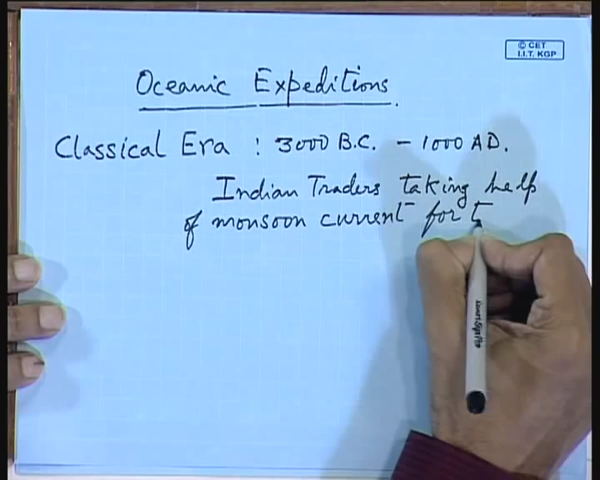 © CET
I.I.T. KGP
Oceanic Expeditions
Classical Era : 3000 B.C. – 1000 AD.
Indian Traders taking help
of monsoon current for t